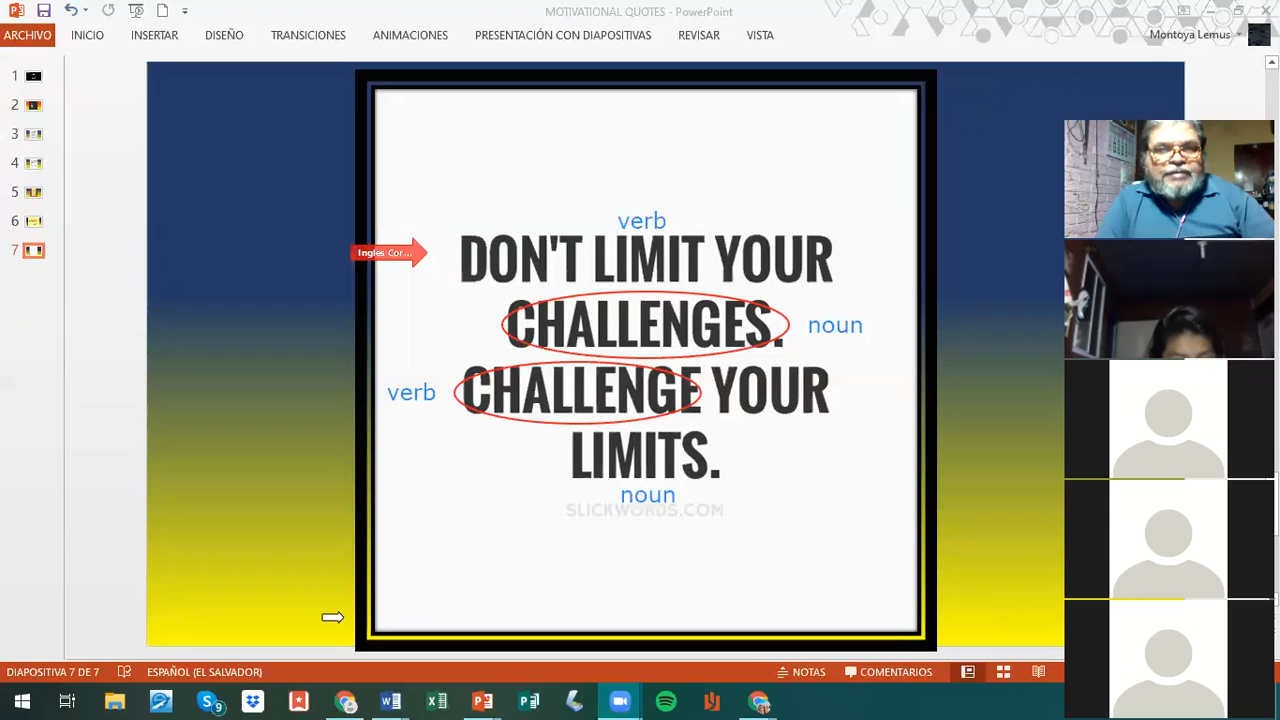 MOTIVATIONAL QUOTES - PowerPoint
ARCHIVO INICIO INSERTAR DISEÑO TRANSICIONES ANIMACIONES PRESENTACIÓN CON DIAPOSITIVAS REVISAR VISTA Montoya Lemus
1
2
3
4
5
6
7
Ingles Cor...
verb
DON'T LIMIT YOUR
CHALLENGES. noun
verb CHALLENGE YOUR
LIMITS.
noun
SLICKWORDS.COM
DIAPOSITIVA 7 DE 7 ESPAÑOL (EL SALVADOR) NOTAS COMENTARIOS
9